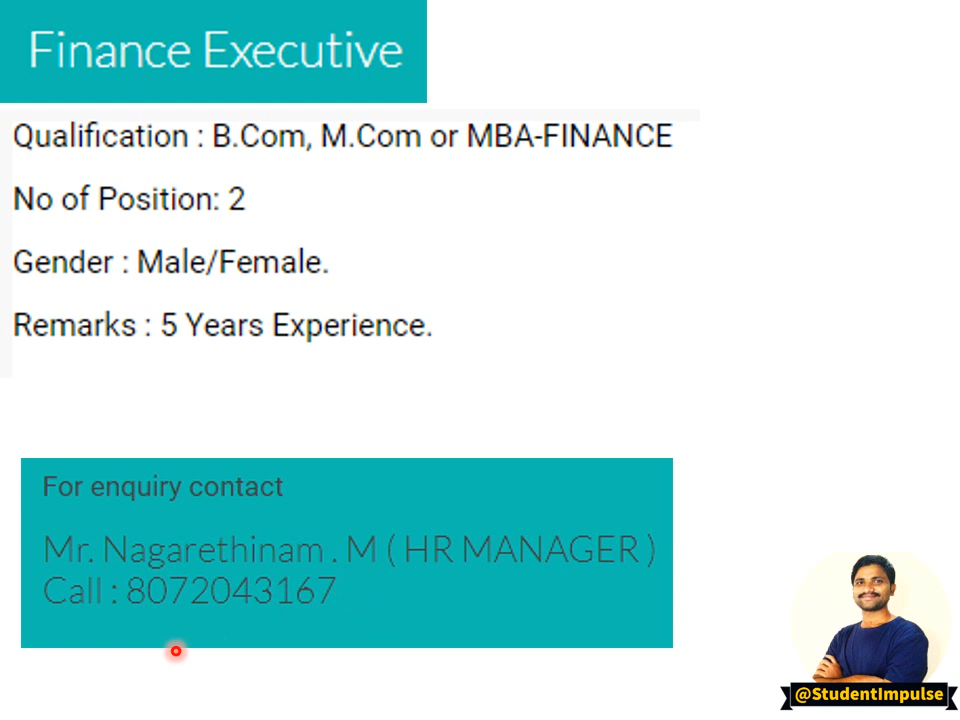 Finance Executive
Qualification : B.Com, M.Com or MBA-FINANCE
No of Position: 2
Gender : Male/Female.
Remarks : 5 Years Experience.
For enquiry contact
Mr. Nagarethinam . M ( HR MANAGER )
Call : 8072043167
@StudentImpulse